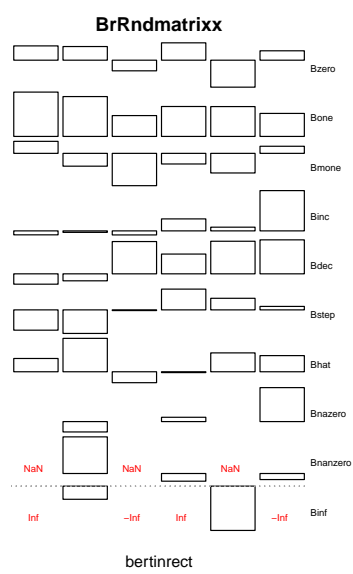 BrRndmatrixx
Bzero
Bone
Bmone
Binc
Bdec
Bstep
Bhat
Bnazero
NaN NaN NaN
Bnanzero
Inf −Inf Inf −Inf
Binf
bertinrect